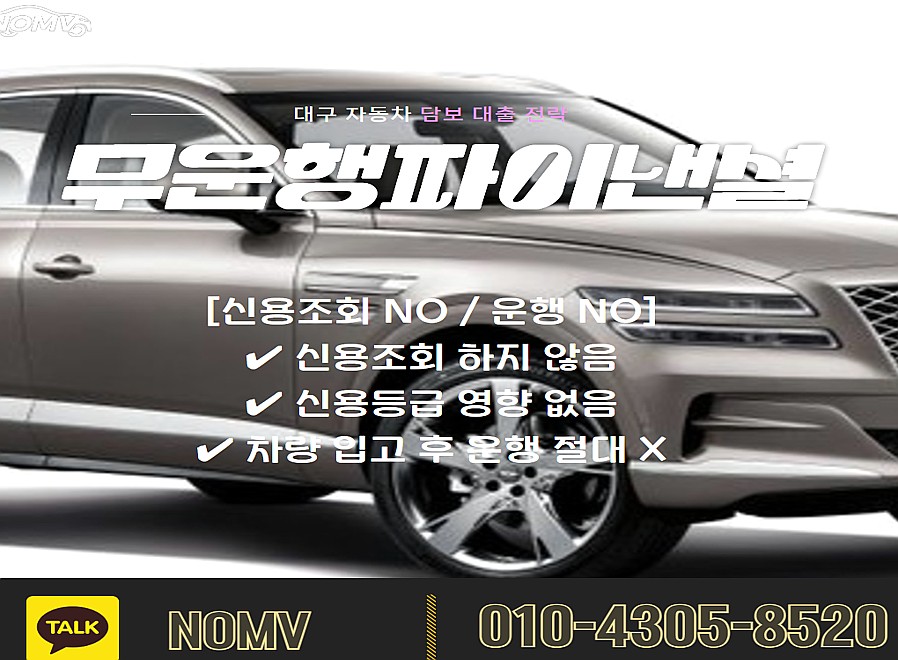 NOMV
대구 자동차 담보 대출 전략
무운행파이낸셜
[신용조회 NO / 운행 NO]
✔ 신용조회 하지 않음
✔ 신용등급 영향 없음
✔ 차량 입고 후 운행 절대 X
TALK
NOMV
010-4305-8520